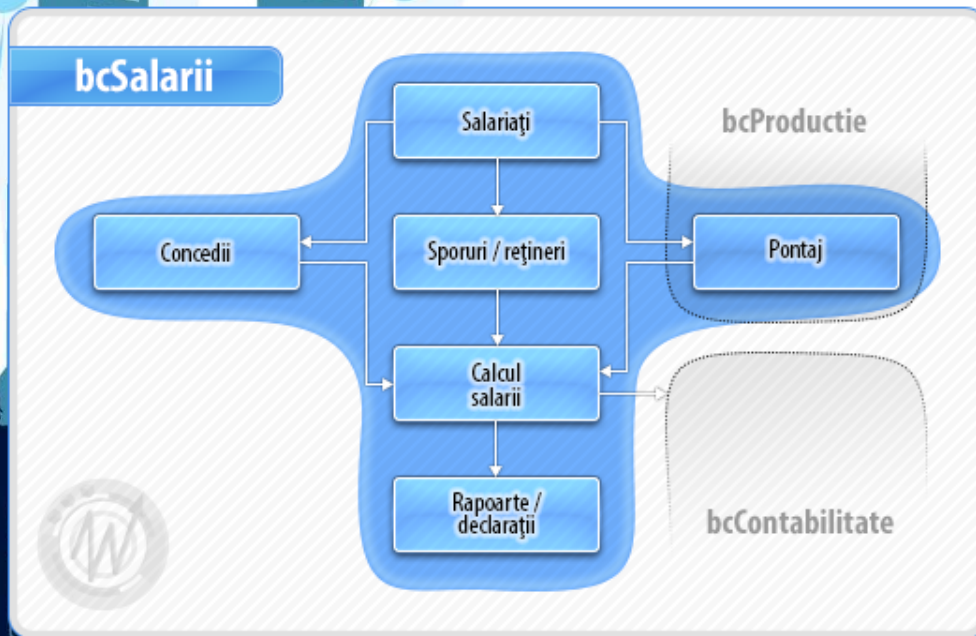 bcSalarii
Salariaţi
bcProductie
Concedii
Sporuri / reţineri
Pontaj
Calcul
salarii
Rapoarte /
declaraţii
bcContabilitate